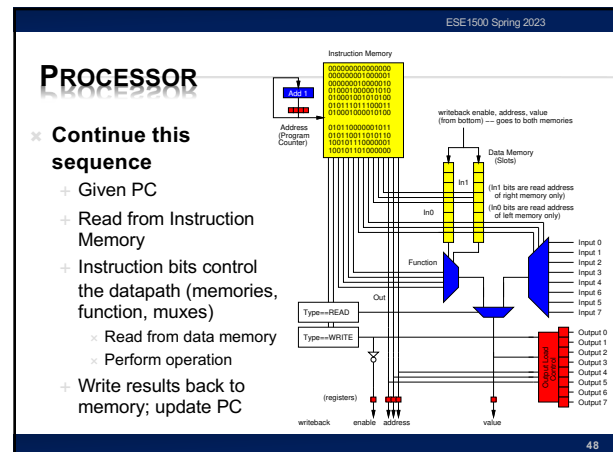 ESE1500 Spring 2023
PROCESSOR
Continue this
sequence
Given PC
Read from Instruction
Memory
Instruction bits control
the datapath (memories,
function, muxes)
Read from data memory
Perform operation
Write results back to
memory; update PC
Instruction Memory
Add 1
Address
(Program
Counter)
writeback enable, address, value
(from bottom) –– goes to both memories
Data Memory
(Slots)
In1
In0
(In1 bits are read address
of right memory only)
(In0 bits are read address
of left memory only)
Function
Out
Input 0
Input 1
Input 2
Input 3
Input 4
Input 6
Input 5
Input 7
Type==READ
Type==WRITE
Output Load
Control
Output 0
Output 1
Output 2
Output 3
Output 4
Output 5
Output 6
Output 7
(registers)
writeback enable address value
48